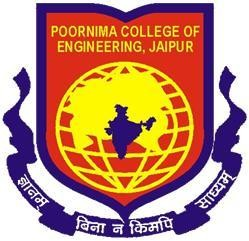 POORNIMA COLLEGE OF
ENGINEERING, JAIPUR
ज्ञानम् बिना न किमपि साध्यम्